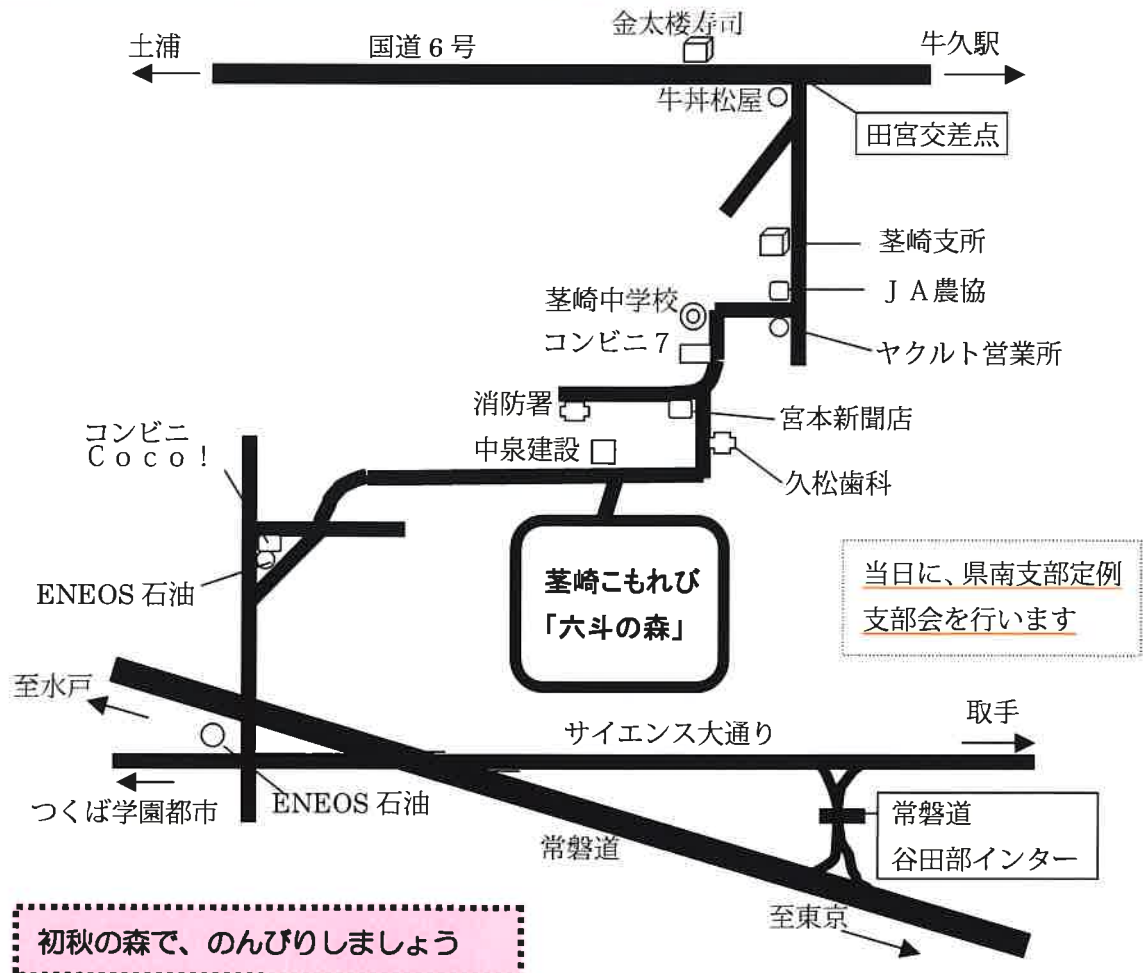 金太楼寿司
土浦
国道6号
牛久駅
牛丼松屋
田宮交差点
茎崎支所
JA農協
茎崎中学校
コンビニ7
ヤクルト営業所
消防署
宮本新聞店
コンビニ
Coco!
中泉建設
久松歯科
ENEOS 石油
茎崎こもれび
「六斗の森」
当日に、県南支部定例
支部会を行います
至水戸
サイエンス大通り
取手
つくば学園都市
ENEOS 石油
常磐道
常磐道
谷田部インター
至東京
初秋の森で、のんびりしましょう